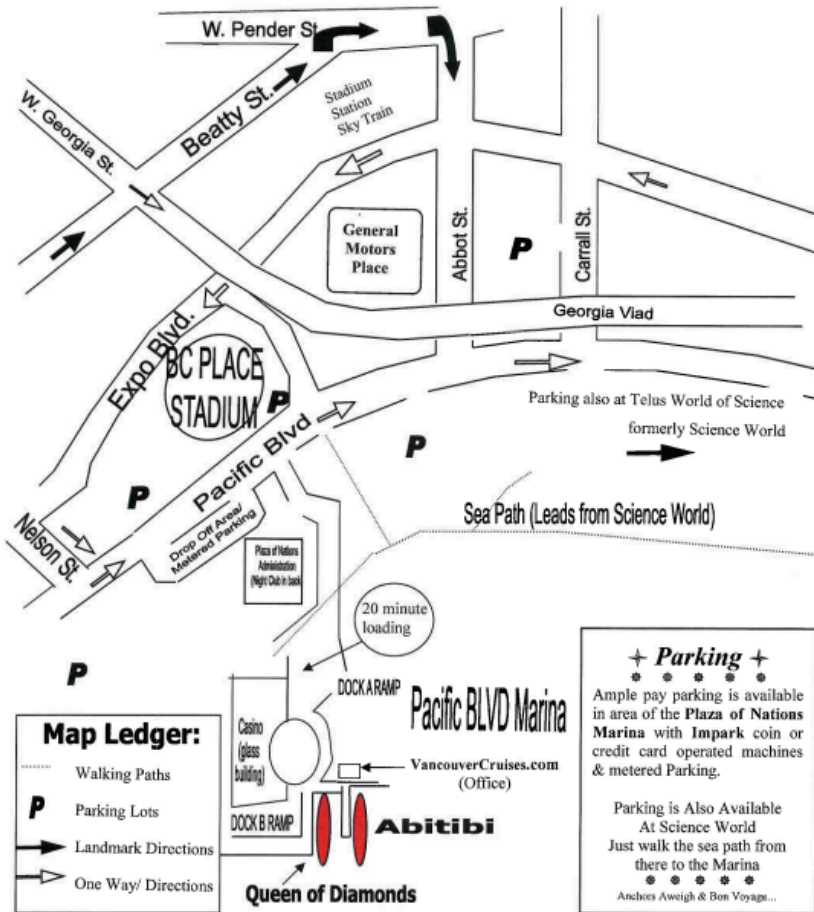 W. Pender St.
W. Georgia St.
Beatty St.
Stadium
Station
Sky Train
General
Motors
Place
Abbot St.
P
Carrall St.
Georgia Viad
Expo Blvd.
BC PLACE
STADIUM
P
Pacific Blvd
Parking also at Telus World of Science
formerly Science World
P
P
Nelson St.
Drop Off Area/
Metered Parking
Sea Path (Leads from Science World)
Plaza of Nations
Administration
(Night Club in back)
20 minute
loading
P
DOCK A RAMP
Pacific BLVD Marina
Casino
(glass
building)
VancouverCruises.com
(Office)
DOCK B RAMP
Abitibi
Queen of Diamonds
Map Ledger:
Walking Paths
P Parking Lots
Landmark Directions
One Way/ Directions
Parking
Ample pay parking is available
in area of the Plaza of Nations
Marina with Impark coin or
credit card operated machines
& metered Parking.
Parking is Also Available
At Science World
Just walk the sea path from
there to the Marina
Anchors Aweigh & Bon Voyage...